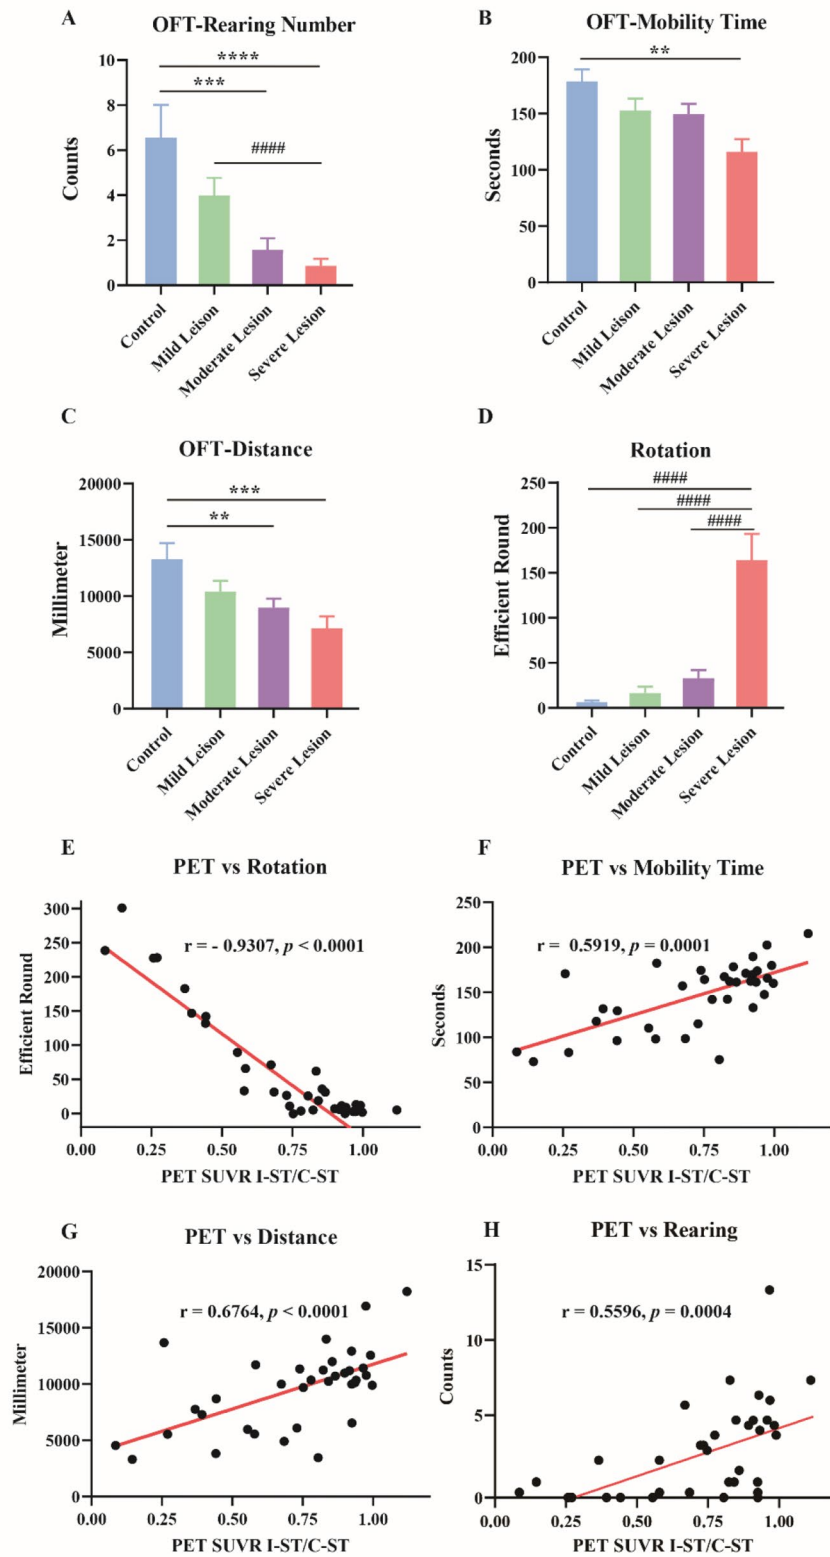 A
OFT-Rearing Number
Counts
10
8
6
4
2
0
****
***
####
Control
Mild Leison
Moderate Lesion
Severe Lesion
B
OFT-Mobility Time
Seconds
200
150
100
50
0
**
Control
Mild Leison
Moderate Lesion
Severe Lesion
C
OFT-Distance
Millimeter
20000
15000
10000
5000
0
***
**
Control
Mild Leison
Moderate Lesion
Severe Lesion
D
Rotation
Efficient Round
250
200
150
100
50
0
####
####
####
Control
Mild Leison
Moderate Lesion
Severe Lesion
E
PET vs Rotation
Efficient Round
300
250
200
150
100
50
0
r = - 0.9307, p < 0.0001
0.00 0.25 0.50 0.75 1.00
PET SUVR I-ST/C-ST
F
PET vs Mobility Time
Seconds
250
200
150
100
50
0
r = 0.5919, p = 0.0001
0.00 0.25 0.50 0.75 1.00
PET SUVR I-ST/C-ST
G
PET vs Distance
Millimeter
20000
15000
10000
5000
0
r = 0.6764, p < 0.0001
0.00 0.25 0.50 0.75 1.00
PET SUVR I-ST/C-ST
H
PET vs Rearing
Counts
15
10
5
0
r = 0.5596, p = 0.0004
0.00 0.25 0.50 0.75 1.00
PET SUVR I-ST/C-ST